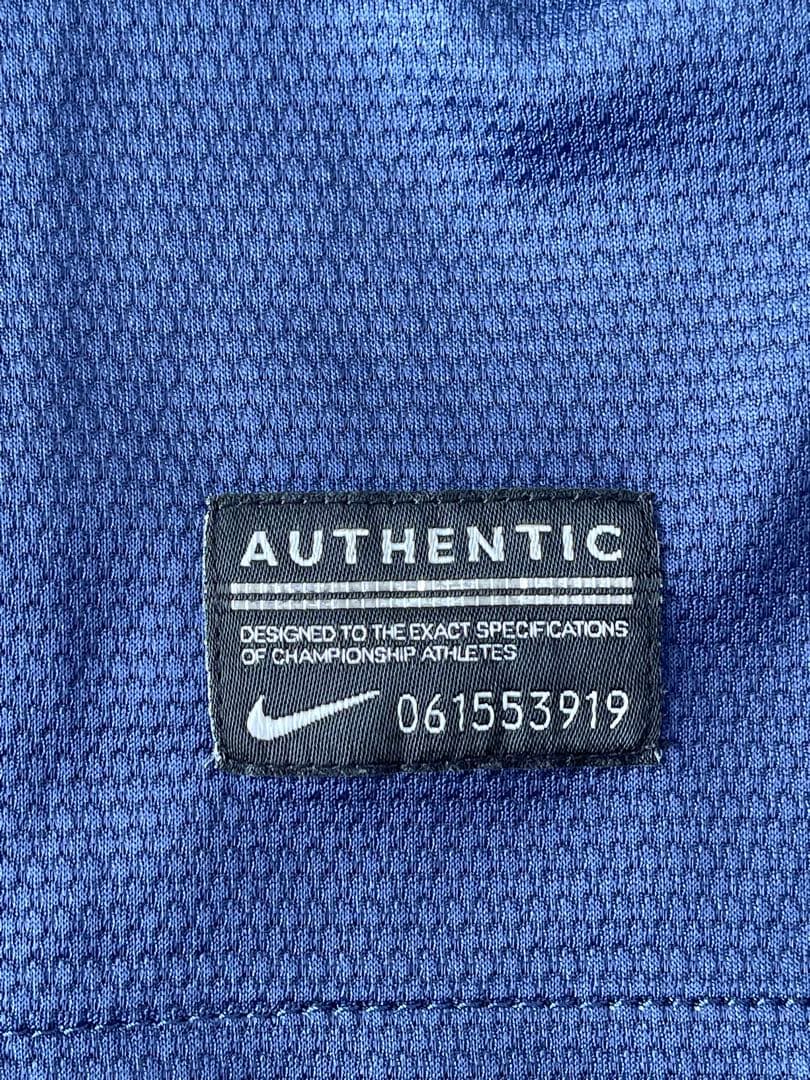 AUTHENTIC
DESIGNED TO THE EXACT SPECIFICATIONS
OF CHAMPIONSHIP ATHLETES
061553919